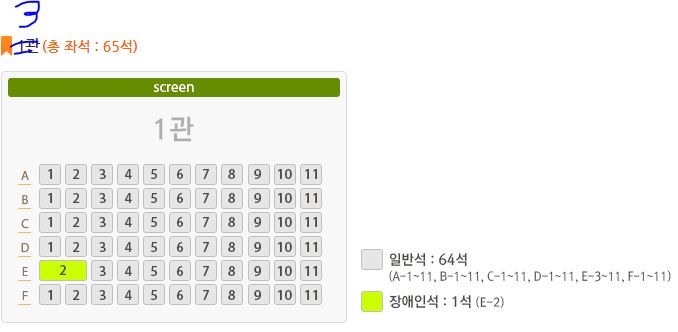 3
1관 (총 좌석 : 65석)
screen
1관
A 1 2 3 4 5 6 7 8 9 10 11
B 1 2 3 4 5 6 7 8 9 10 11
C 1 2 3 4 5 6 7 8 9 10 11
D 1 2 3 4 5 6 7 8 9 10 11
E 2 3 4 5 6 7 8 9 10 11
F 1 2 3 4 5 6 7 8 9 10 11
일반석 : 64석
(A-1~11, B-1~11, C-1~11, D-1~11, E-3~11, F-1~11)
장애인석 : 1석 (E-2)